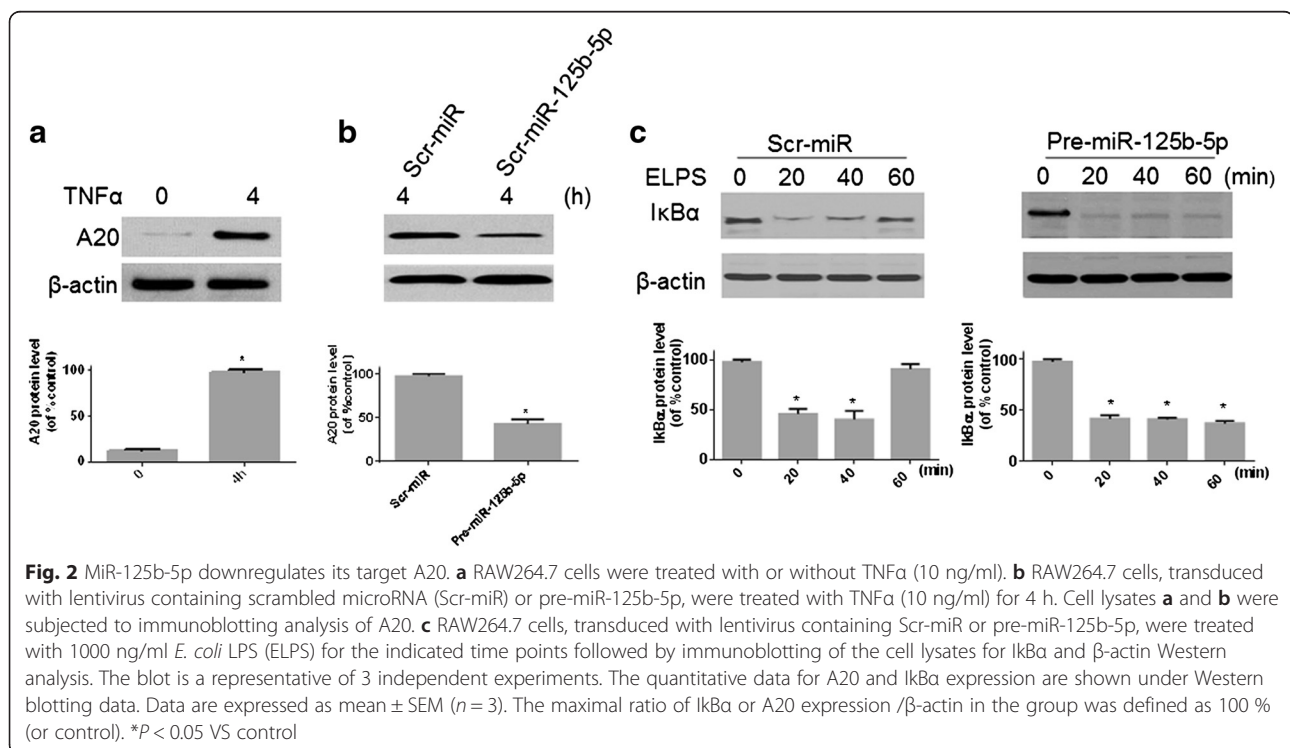 a
TNFα 0 4
A20
β-actin
A20 protein level
(of % control)
100
50
0
*
0 4h
b
Scr-miR Scr-miR-125b-5p
4 4 (h)
A20 protein level
(of %control)
100
50
0
*
Scr-miR Pre-miR-125b-5p
c
Scr-miR
ELPS 0 20 40 60
IκBα
β-actin
IkBα protein level
(of % control)
100
50
0
* *
0 20 40 60 (min)
Pre-miR-125b-5p
0 20 40 60 (min)
IkBα protein level
(of % control)
100
50
0
* * *
0 20 40 60 (min)
Fig. 2 MiR-125b-5p downregulates its target A20. a RAW264.7 cells were treated with or without TNFα (10 ng/ml). b RAW264.7 cells, transduced
with lentivirus containing scrambled microRNA (Scr-miR) or pre-miR-125b-5p, were treated with TNFα (10 ng/ml) for 4 h. Cell lysates a and b were
subjected to immunoblotting analysis of A20. c RAW264.7 cells, transduced with lentivirus containing Scr-miR or pre-miR-125b-5p, were treated
with 1000 ng/ml E. coli LPS (ELPS) for the indicated time points followed by immunoblotting of the cell lysates for IkBα and β-actin Western
analysis. The blot is a representative of 3 independent experiments. The quantitative data for A20 and IkBα expression are shown under Western
blotting data. Data are expressed as mean ± SEM (n = 3). The maximal ratio of IkBα or A20 expression /β-actin in the group was defined as 100 %
(or control). *P < 0.05 VS control